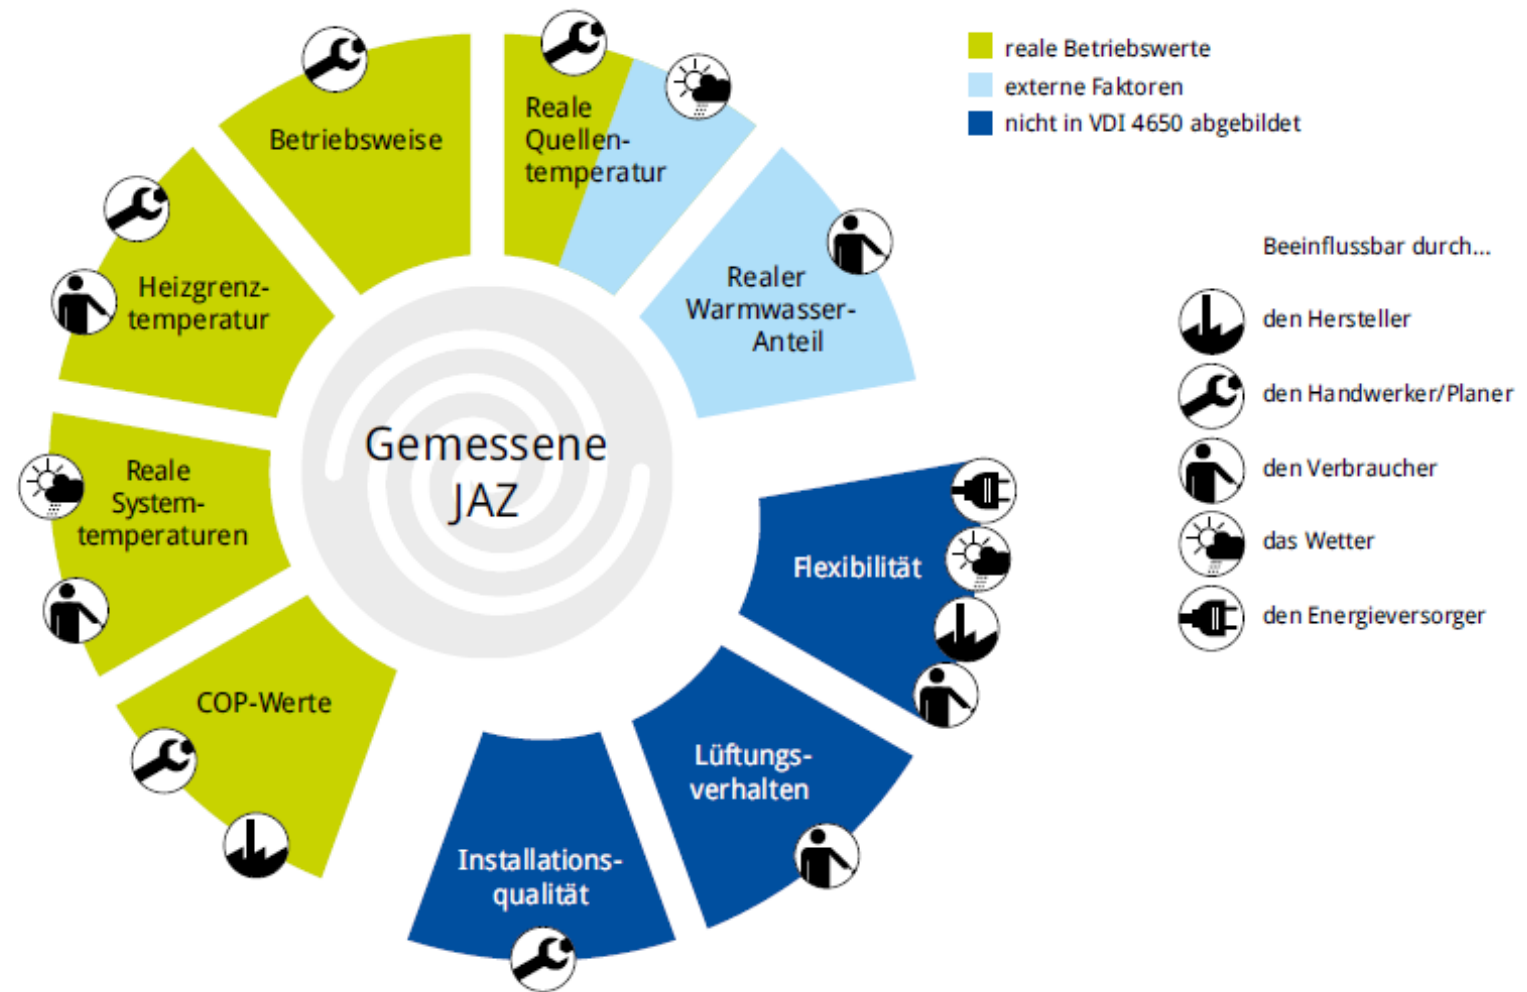 Betriebsweise
Reale
Quellen-
temperatur
Realer
Warmwasser-
Anteil
Heizgrenz-
temperatur
Reale
System-
temperaturen
COP-Werte
Gemessene
JAZ
Flexibilität
Lüftungs-
verhalten
Installations-
qualität
reale Betriebswerte
externe Faktoren
nicht in VDI 4650 abgebildet
Beeinflussbar durch...
den Hersteller
den Handwerker/Planer
den Verbraucher
das Wetter
den Energieversorger